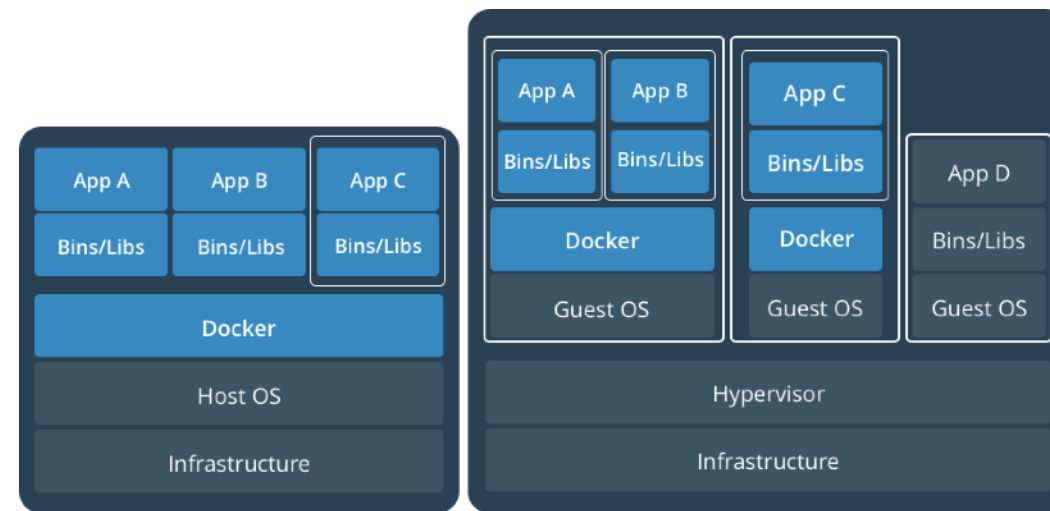 App A
App B
App C
Bins/Libs
Bins/Libs
Bins/Libs
Docker
Host OS
Infrastructure
App A
App B
Bins/Libs
Bins/Libs
Docker
Guest OS
App C
Bins/Libs
Docker
Guest OS
App D
Bins/Libs
Guest OS
Hypervisor
Infrastructure